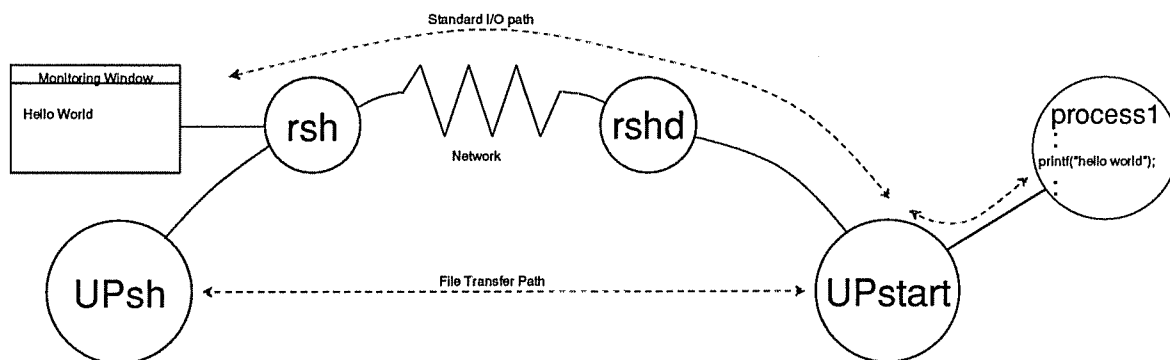 Standard I/O path
Monitoring Window
Hello World
rsh
Network
rshd
process1
printf("hello world");
UPsh
File Transfer Path
UPstart